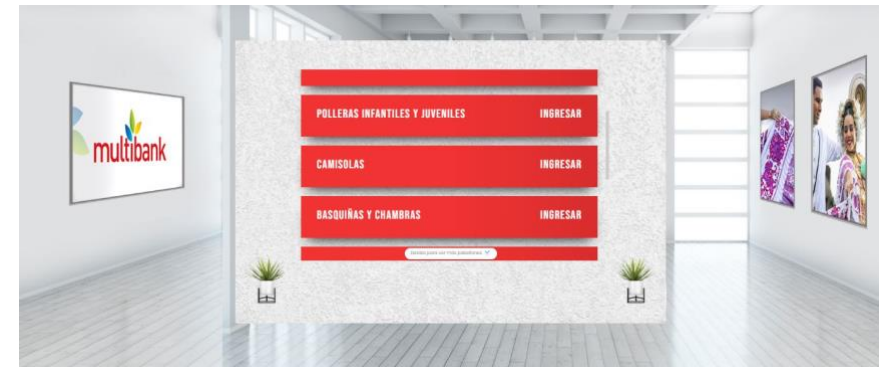 multibank
POLLERAS INFANTILES Y JUVENILES INGRESAR
CAMISOLAS INGRESAR
BASQUIÑAS Y CHAMBRAS INGRESAR